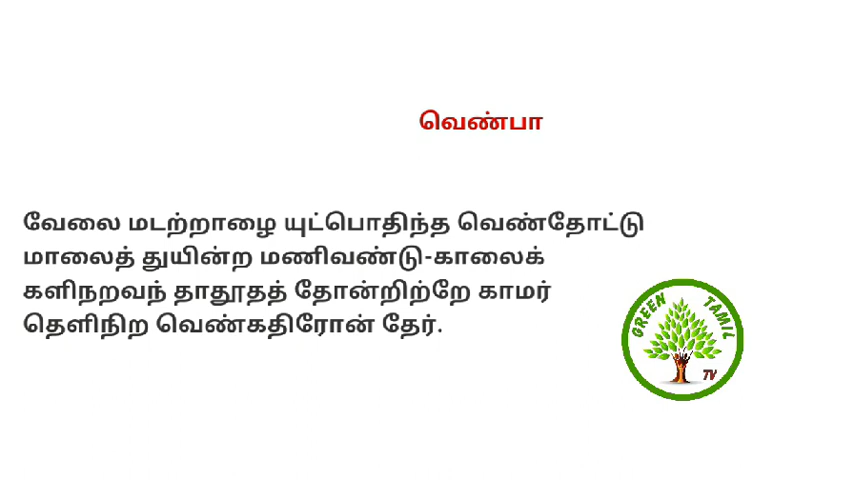 வெண்பா
வேலை மடற்றாழை யுட்பொதிந்த வெண்தோட்டு
மாலைத் துயின்ற மணிவண்டு-காலைக்
களிநறவந் தாதூதத் தோன்றிற்றே காமர்
தெளிநிற வெண்கதிரோன் தேர்.
GREEN TAMIL
TV